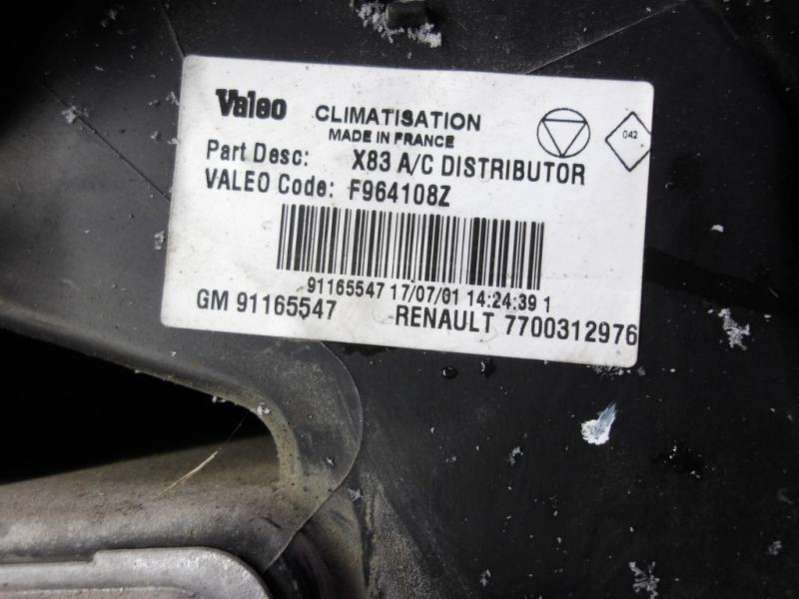 Valeo CLIMATISATION
MADE IN FRANCE
042
Part Desc: X83 A/C DISTRIBUTOR
VALEO Code: F964108Z
91165547 17/07/01 14:24:39 1
GM 91165547 RENAULT 7700312976